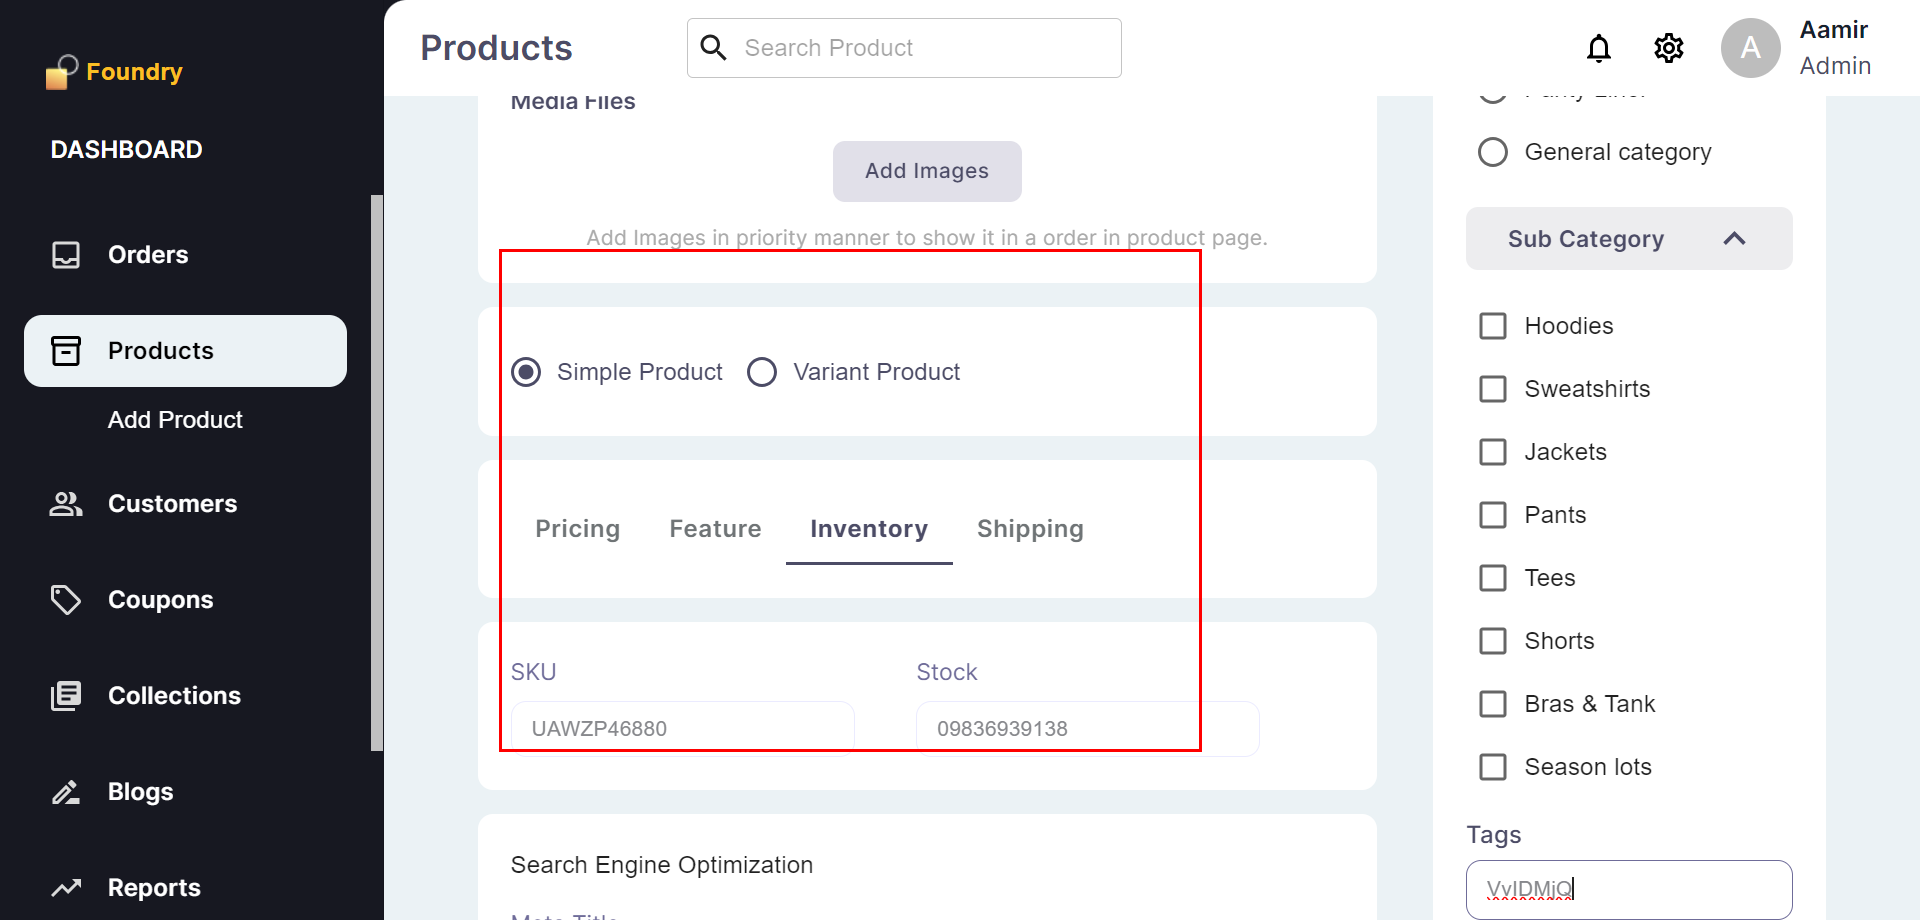 Foundry
DASHBOARD
Orders
Products
Add Product
Customers
Coupons
Collections
Blogs
Reports
Products
Search Product
A
Aamir
Admin
Media Files
Add Images
Add Images in priority manner to show it in a order in product page.
Simple Product
Variant Product
Pricing
Feature
Inventory
Shipping
SKU
Stock
UAWZP46880
09836939138
Search Engine Optimization
General category
Sub Category
Hoodies
Sweatshirts
Jackets
Pants
Tees
Shorts
Bras & Tank
Season lots
Tags